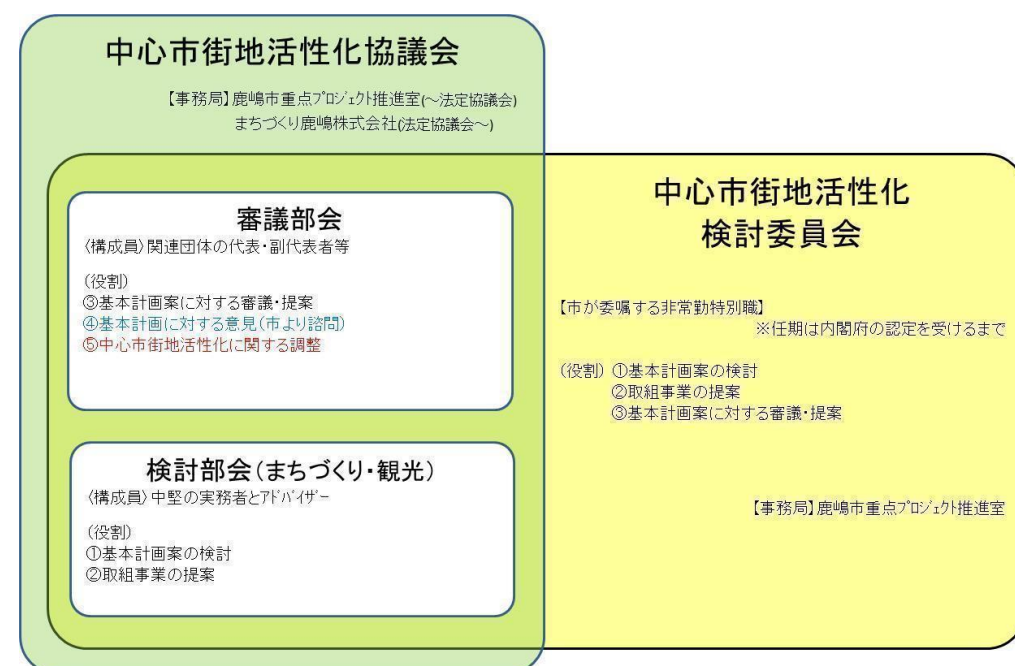 中心市街地活性化協議会
【事務局】鹿嶋市重点ﾌﾟﾛｼﾞｪｸﾄ推進室(～法定協議会)
まちづくり鹿嶋株式会社(法定協議会～)
審議部会
〈構成員〉関連団体の代表・副代表者等
(役割)
③基本計画案に対する審議・提案
④基本計画に対する意見(市より諮問)
⑤中心市街地活性化に関する調整
検討部会(まちづくり・観光)
〈構成員〉中堅の実務者とｱﾄﾞﾊﾞｲｻﾞｰ
(役割)
①基本計画案の検討
②取組事業の提案
中心市街地活性化
検討委員会
【市が委嘱する非常勤特別職】
※任期は内閣府の認定を受けるまで
(役割) ①基本計画案の検討
②取組事業の提案
③基本計画案に対する審議・提案
【事務局】鹿嶋市重点ﾌﾟﾛｼﾞｪｸﾄ推進室